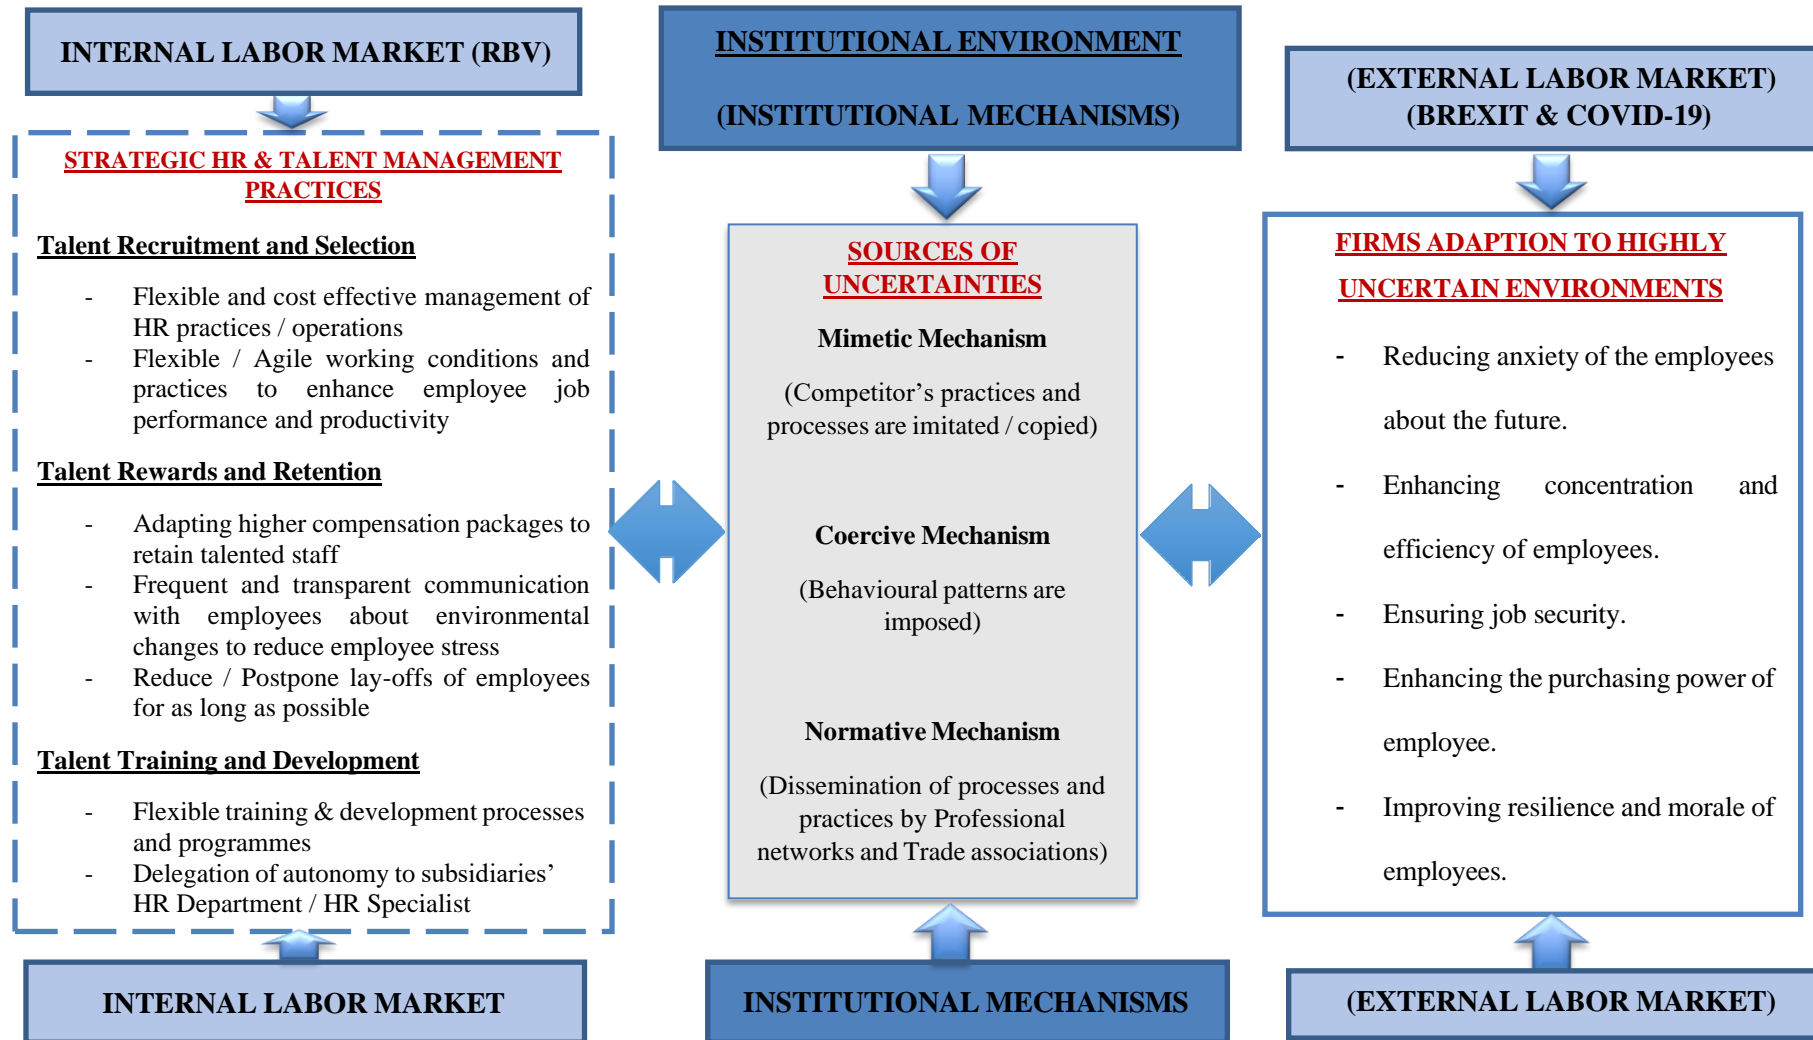 INTERNAL LABOR MARKET (RBV)
STRATEGIC HR & TALENT MANAGEMENT
PRACTICES
Talent Recruitment and Selection
- Flexible and cost effective management of
HR practices / operations
- Flexible / Agile working conditions and
practices to enhance employee job
performance and productivity
Talent Rewards and Retention
- Adapting higher compensation packages to
retain talented staff
- Frequent and transparent communication
with employees about environmental
changes to reduce employee stress
- Reduce / Postpone lay-offs of employees
for as long as possible
Talent Training and Development
- Flexible training & development processes
and programmes
- Delegation of autonomy to subsidiaries’
HR Department / HR Specialist
INTERNAL LABOR MARKET
INSTITUTIONAL ENVIRONMENT
(INSTITUTIONAL MECHANISMS)
SOURCES OF
UNCERTAINTIES
Mimetic Mechanism
(Competitor’s practices and
processes are imitated / copied)
Coercive Mechanism
(Behavioural patterns are
imposed)
Normative Mechanism
(Dissemination of processes and
practices by Professional
networks and Trade associations)
INSTITUTIONAL MECHANISMS
(EXTERNAL LABOR MARKET)
(BREXIT & COVID-19)
FIRMS ADAPTION TO HIGHLY
UNCERTAIN ENVIRONMENTS
- Reducing anxiety of the employees
about the future.
- Enhancing concentration and
efficiency of employees.
- Ensuring job security.
- Enhancing the purchasing power of
employee.
- Improving resilience and morale of
employees.
(EXTERNAL LABOR MARKET)